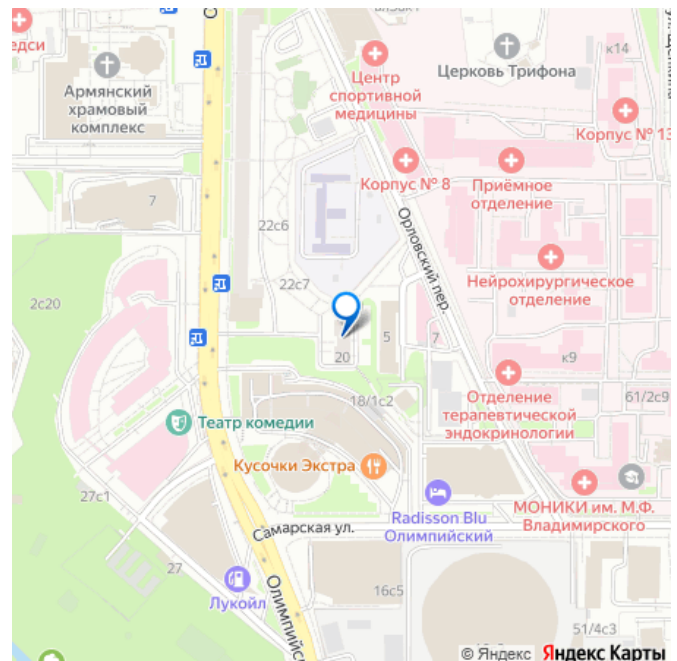 едси
Армянский
храмовый
комплекс
Центр
спортивной
медицины
Церковь Трифона
к14
Корпус № 13
Корпус № 8
Приёмное
отделение
7
22с6
Орловский пер.
Нейрохирургическое
отделение
22с7
2с20
20
5
7
к9
18/1с2
Отделение
терапевтической
эндокринологии
61/2с9
Театр комедии
Кусочки Экстра
27с1
Radisson Blu
Олимпийский
МОНИКИ им. М.Ф.
Владимирского
Самарская ул.
27
Лукойл
Олимпийс
16с5
51/4с3
© Яндекс Яндекс Карты